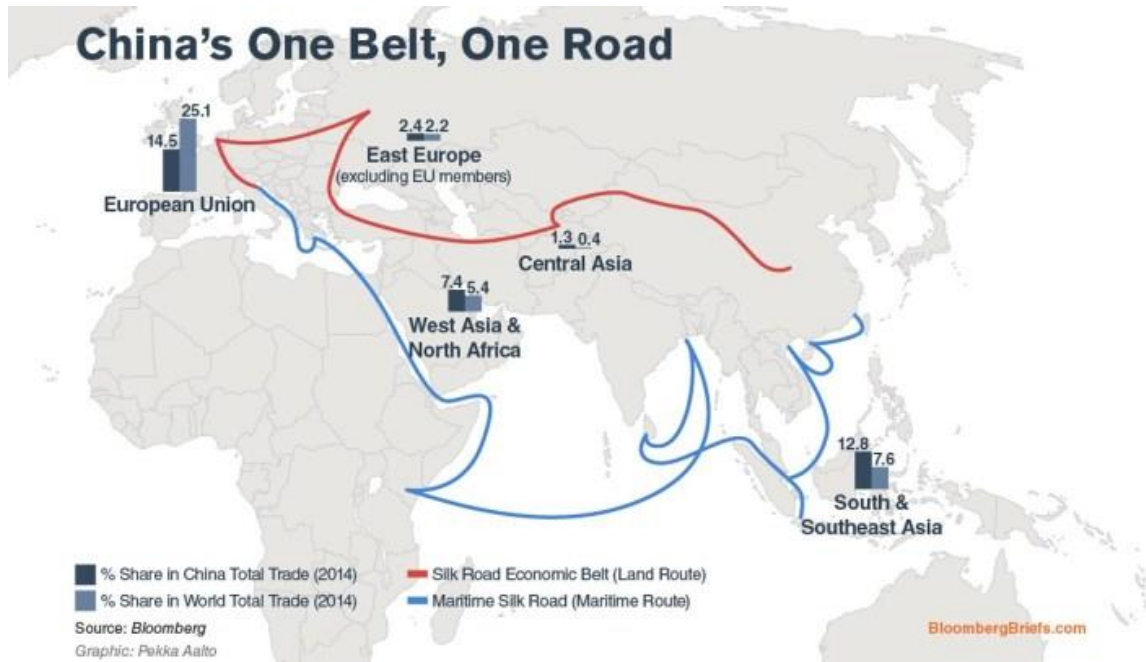 China's One Belt, One Road
25.1
14.5
European Union
2.4 2.2
East Europe
(excluding EU members)
1.3 0.4
Central Asia
7.4 5.4
West Asia &
North Africa
12.8
7.6
South &
Southeast Asia
% Share in China Total Trade (2014)
% Share in World Total Trade (2014)
Silk Road Economic Belt (Land Route)
Maritime Silk Road (Maritime Route)
Source: Bloomberg
Graphic: Pekka Aalto
BloombergBriefs.com